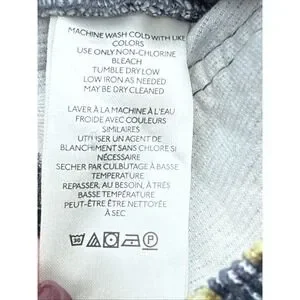 MACHINE WASH COLD WITH LIKE
COLORS
USE ONLY NON-CHLORINE
BLEACH
TUMBLE DRY LOW
LOW IRON AS NEEDED
MAY BE DRY CLEANED
LAVER À LA MACHINE À L'EAU
FROIDE AVEC COULEURS
SIMILAIRES
UTILISER UN AGENT DE
BLANCHIMENT SANS CHLORE SI
NÉCESSAIRE
SECHER PAR CULBUTAGE À BASSE
TEMPERATURE
REPASSER, AU BESOIN, À TRÈS
BASSE TEMPERATURE
PEUT-ÊTRE ÊTRE NETTOYÉE
À SEC
30
P